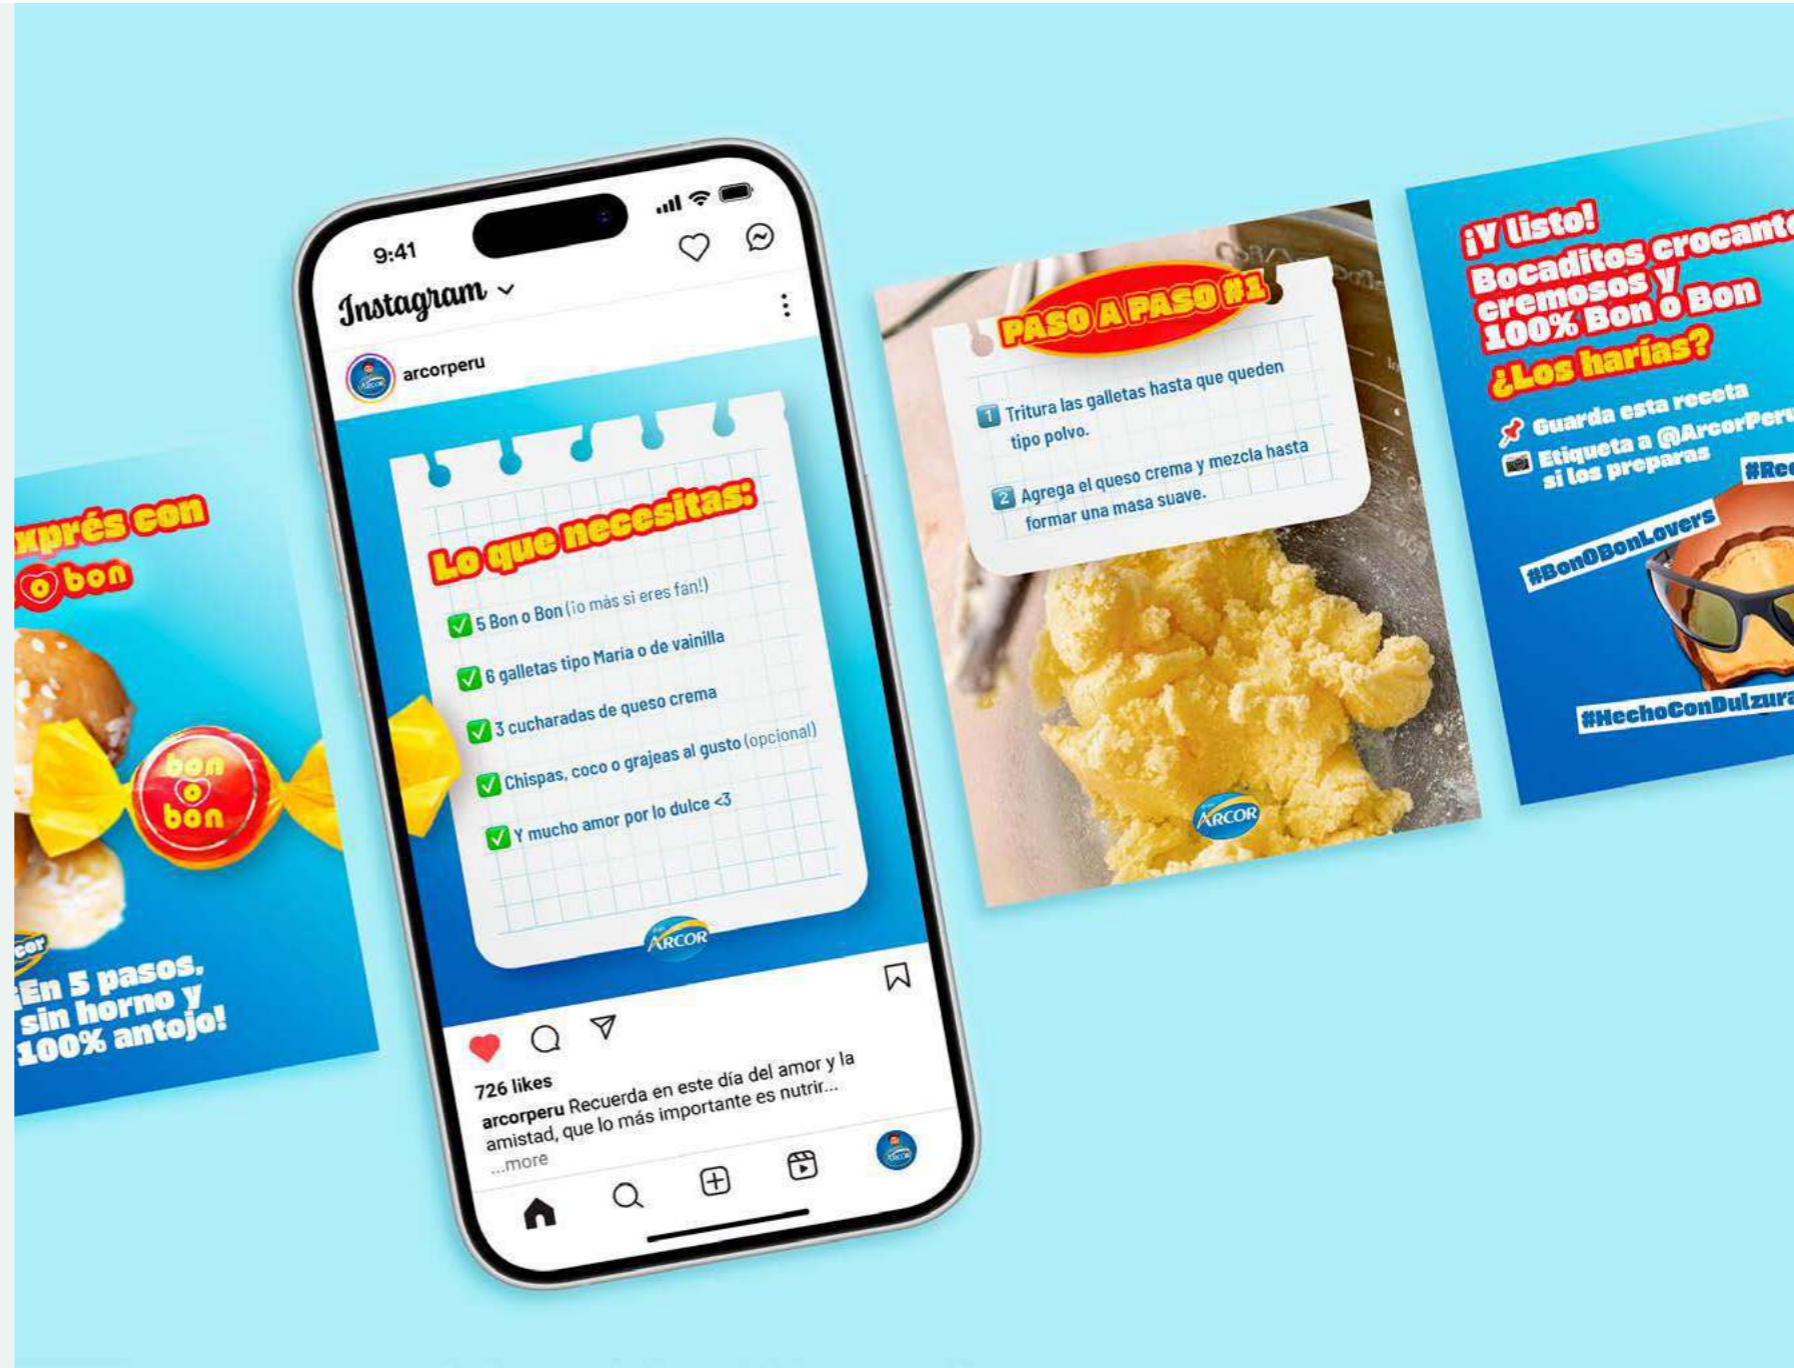 xprés con
o bon
bon
o
bon
cor
¡En 5 pasos,
sin horno y
100% antojo!
9:41
Instagram
arcorperu
Lo que necesitas:
✅ 5 Bon o Bon (¡o más si eres fan!)
✅ 6 galletas tipo María o de vainilla
✅ 3 cucharadas de queso crema
✅ Chispas, coco o grajeas al gusto (opcional)
✅ Y mucho amor por lo dulce <3
ARCOR
726 likes
arcorperu Recuerda en este día del amor y la
amistad, que lo más importante es nutrir...
...more
PASO A PASO #1
1 Tritura las galletas hasta que queden
tipo polvo.
2 Agrega el queso crema y mezcla hasta
formar una masa suave.
ARCOR
¡Y listo!
Bocaditos crocante
cremosos y
100% Bon o Bon
¿Los harías?
📌 Guarda esta receta
📷 Etiqueta a @ArcorPeru
si los preparas
#Rec
#BonOBonLovers
#HechoConDulzura